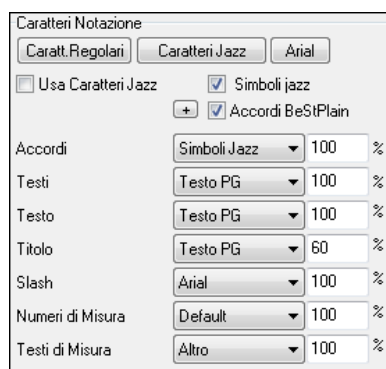 Caratteri Notazione
Caratt.Regolari Caratteri Jazz Arial
Usa Caratteri Jazz Simboli jazz
+ Accordi BeStPlain
Accordi Simboli Jazz 100 %
Testi Testo PG 100 %
Testo Testo PG 100 %
Titolo Testo PG 60 %
Slash Arial 100 %
Numeri di Misura Default 100 %
Testi di Misura Altro 100 %